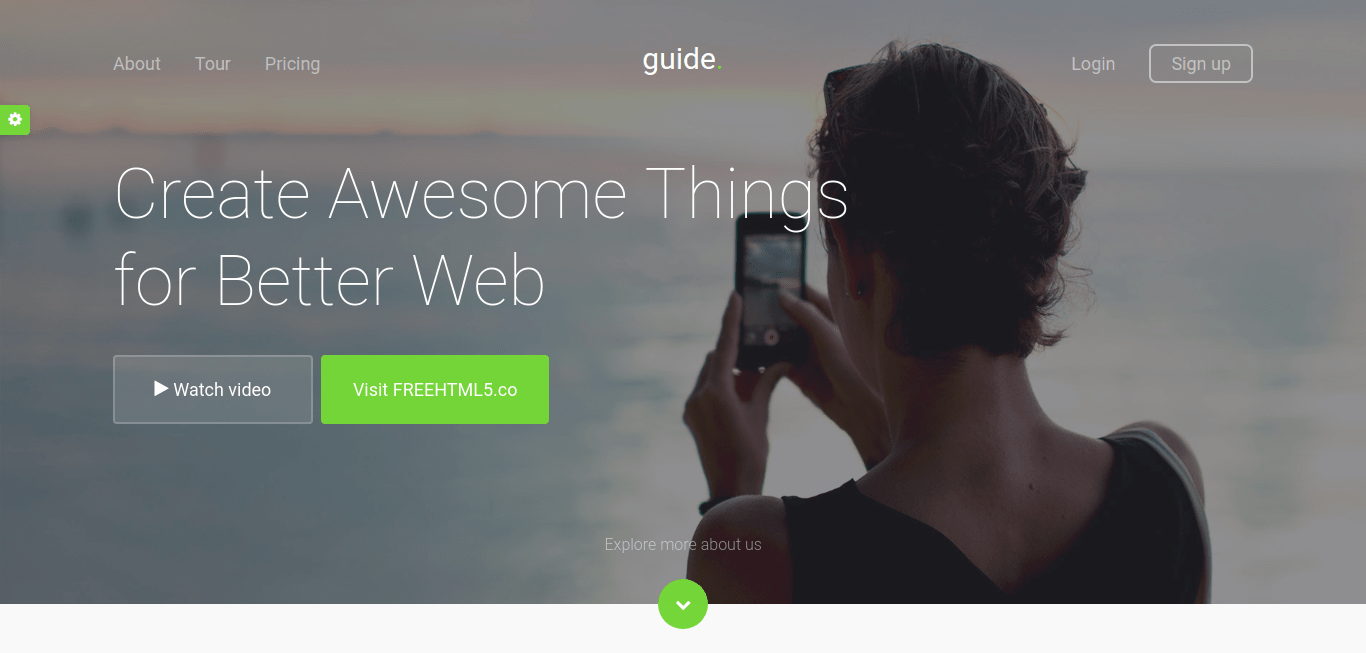 About Tour Pricing guide. Login Sign up
Create Awesome Things
for Better Web
Watch video Visit FREEHTML5.co
Explore more about us